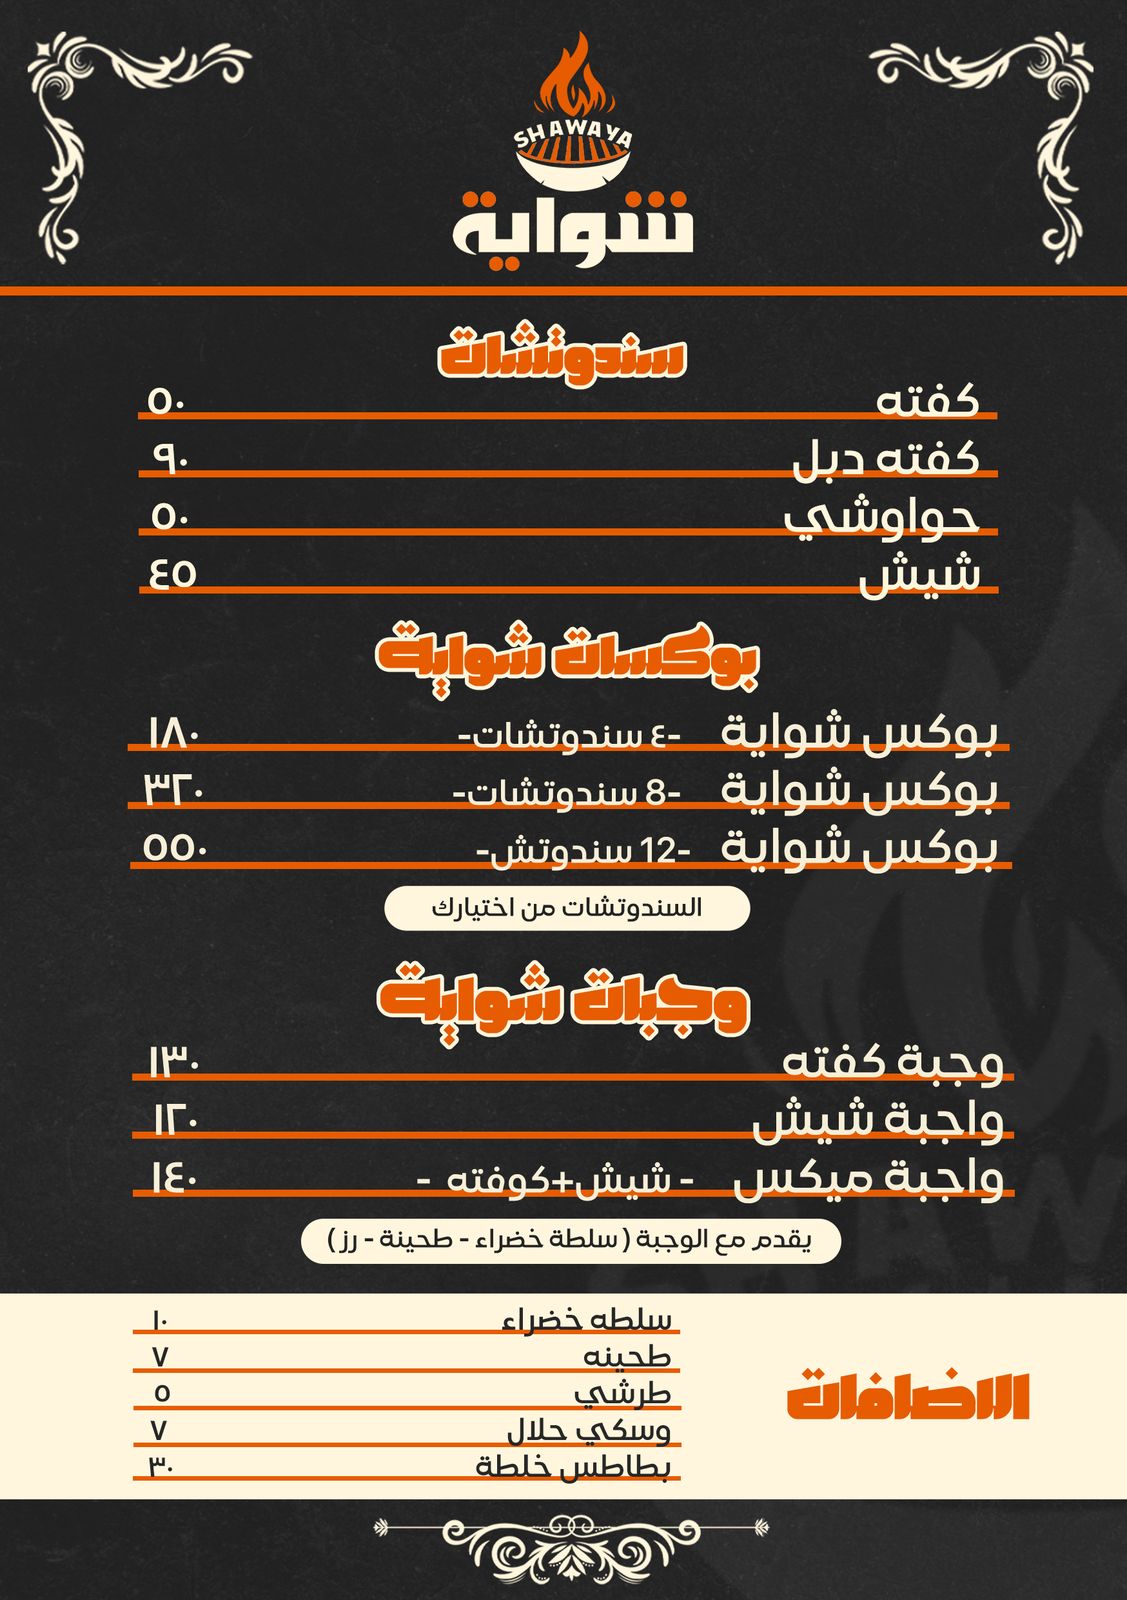 SHAWAYA
شواية
سندوتشات
كفته ٥٠
كفته دبل ٩٠
حواوشي ٥٠
شيش ٤٥
بوكسات شواية
بوكس شواية -٤ سندوتشات- ١٨٠
بوكس شواية -8 سندوتشات- ٣٢٠
بوكس شواية -12 سندوتش- ٥٥٠
السندوتشات من اختيارك
وجبات شواية
وجبة كفته ١٣٠
واجبة شيش ١٢٠
واجبة ميكس - شيش+كوفته - ١٤٠
يقدم مع الوجبة ( سلطة خضراء - طحينة - رز )
الاضافات
سلطه خضراء ١٠
طحينه ٧
طرشي ٥
وسكي حلال ٧
بطاطس خلطة ٣٠